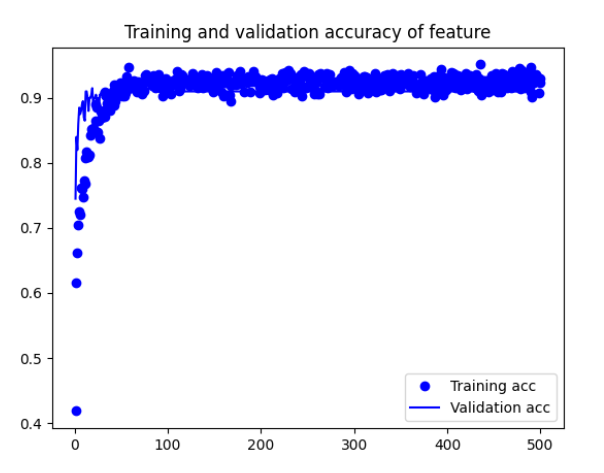 Training and validation accuracy of feature
0.9
0.8
0.7
0.6
0.5
0.4
Training acc
Validation acc
0 100 200 300 400 500